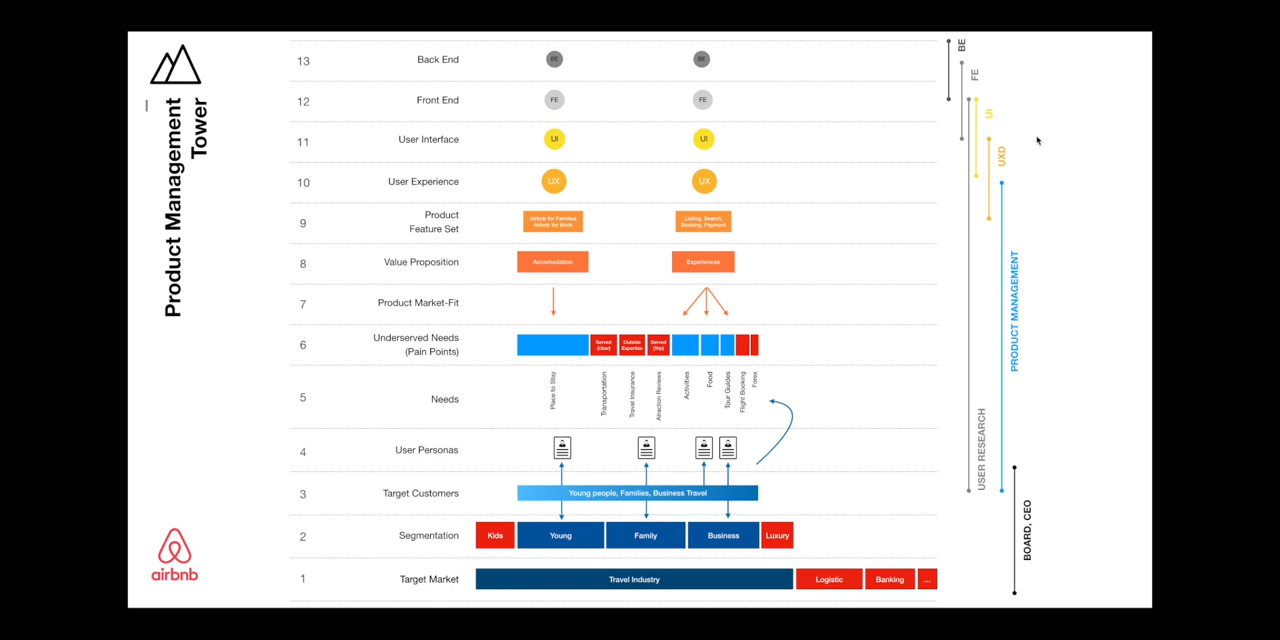 Product Management
Tower
13
Back End
BE
BE
12
Front End
FE
FE
11
User Interface
UI
UI
10
User Experience
UX
UX
9
Product
Feature Set
Airbnb for Families,
Airbnb for Work
Listing, Search,
Booking, Payment
8
Value Proposition
Accomodation
Experiences
7
Product Market-Fit
6
Underserved Needs
(Pain Points)
Served
(Uber)
Outside
Expertise
Served
(Trip)
5
Needs
Place to Stay
Transportation
Travel Insurance
Atraction Reviews
Activities
Food
Tour Guides
Flight Booking
Forex
4
User Personas
3
Target Customers
Young people, Families, Business Travel
2
Segmentation
Kids
Young
Family
Business
Luxury
1
Target Market
Travel Industry
Logistic
Banking
...
airbnb
BE
FE
UI
UXD
PRODUCT MANAGEMENT
USER RESEARCH
BOARD, CEO